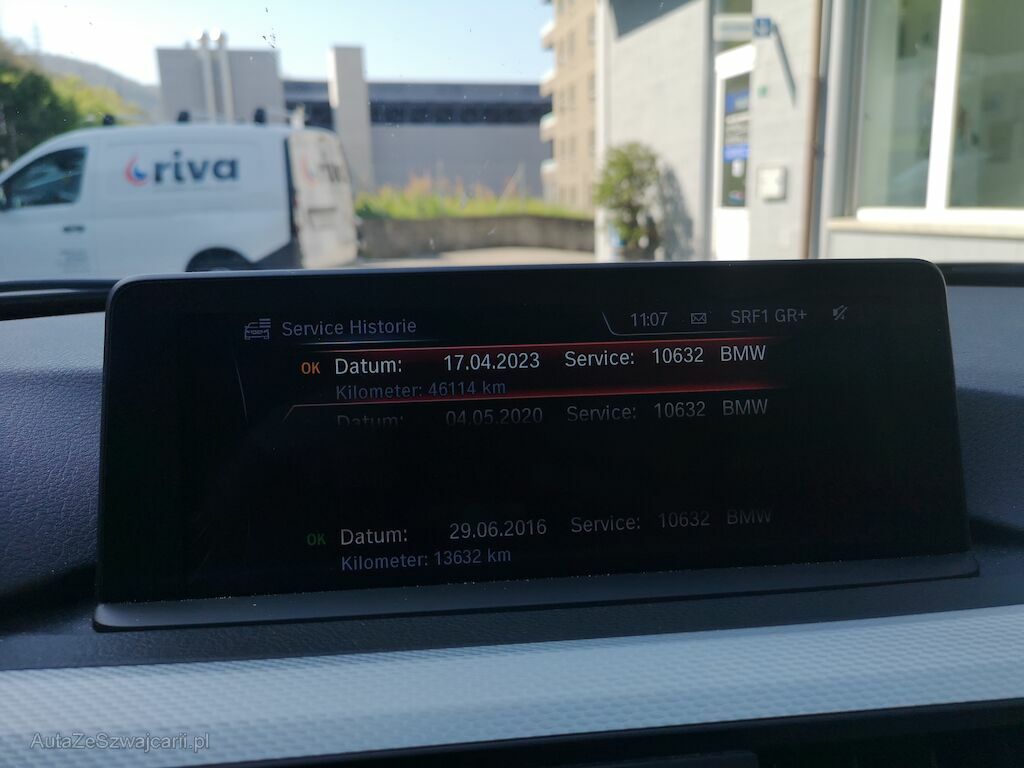 riva
Service Historie
11:07
SRF1 GR+
OK Datum: 17.04.2023 Service: 10632 BMW
Kilometer: 46114 km
Datum: 04.05.2020 Service: 10632 BMW
OK Datum: 29.06.2016 Service: 10632 BMW
Kilometer: 13632 km
AutaZeSzwajcarii.pl